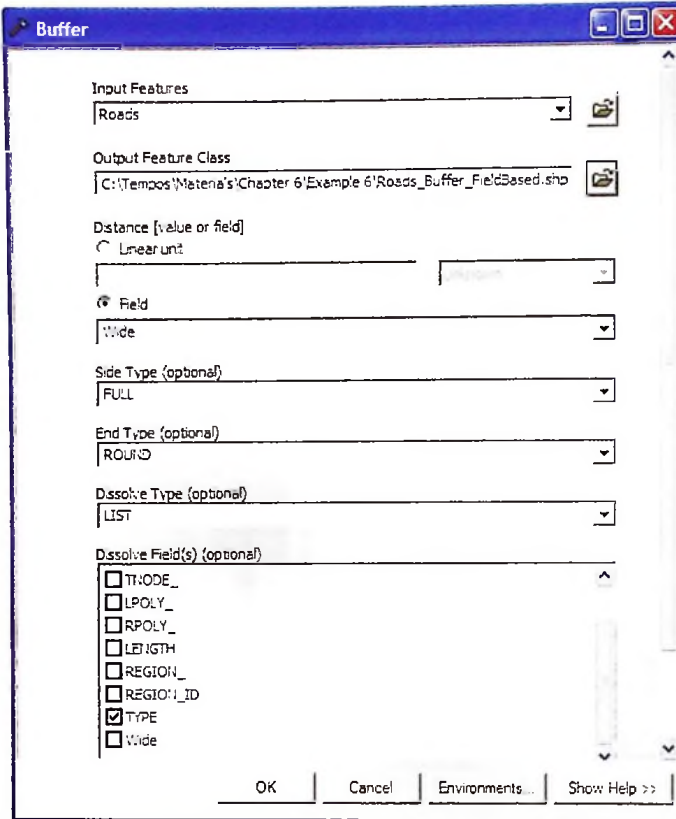 Buffer
Input Features
Roads
Output Feature Class
C:\Tempos\Materia's\Chapter 6'Example 6'Roads_Buffer_FieldBased.shp
Distance [value or field]
Linear unit
Unknown
Field
Wide
Side Type (optional)
FULL
End Type (optional)
ROUND
Dissolve Type (optional)
LIST
Dissolve Field(s) (optional)
TNODE_
LPOLY_
RPOLY_
LENGTH
REGION_
REGION_ID
TYPE
Wide
OK Cancel Environments... Show Help >>